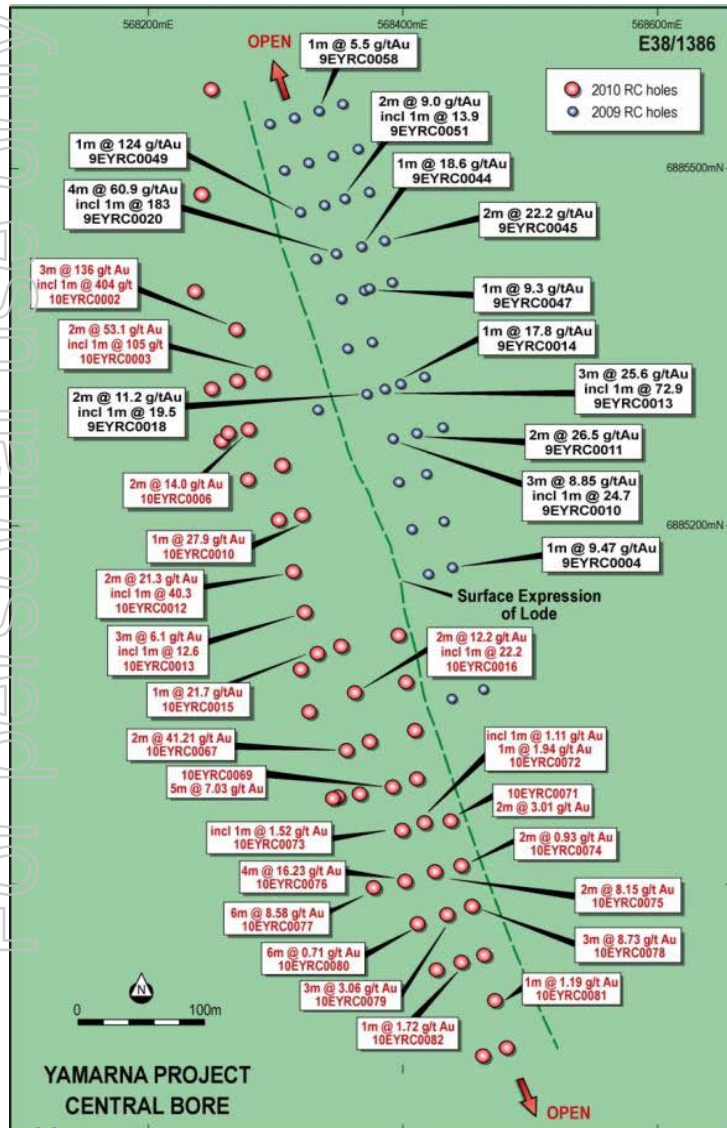 For personal use only
568200mE
568400mE
568600mE
E38/1386
OPEN
1m @ 5.5 g/tAu
9EYRC0058
2010 RC holes
2009 RC holes
2m @ 9.0 g/tAu
incl 1m @ 13.9
9EYRC0051
1m @ 124 g/tAu
9EYRC0049
1m @ 18.6 g/tAu
9EYRC0044
6885500mN
4m @ 60.9 g/tAu
incl 1m @ 183
9EYRC0020
2m @ 22.2 g/tAu
9EYRC0045
3m @ 136 g/t Au
incl 1m @ 404 g/t
10EYRC0002
1m @ 9.3 g/tAu
9EYRC0047
2m @ 53.1 g/t Au
incl 1m @ 105 g/t
10EYRC0003
1m @ 17.8 g/tAu
9EYRC0014
2m @ 11.2 g/tAu
incl 1m @ 19.5
9EYRC0018
3m @ 25.6 g/tAu
incl 1m @ 72.9
9EYRC0013
2m @ 26.5 g/tAu
9EYRC0011
2m @ 14.0 g/t Au
10EYRC0006
3m @ 8.85 g/tAu
incl 1m @ 24.7
9EYRC0010
6885200mN
1m @ 27.9 g/t Au
10EYRC0010
1m @ 9.47 g/tAu
9EYRC0004
2m @ 21.3 g/t Au
incl 1m @ 40.3
10EYRC0012
Surface Expression
of Lode
3m @ 6.1 g/t Au
incl 1m @ 12.6
10EYRC0013
2m @ 12.2 g/t Au
incl 1m @ 22.2
10EYRC0016
1m @ 21.7 g/tAu
10EYRC0015
2m @ 41.21 g/t Au
10EYRC0067
incl 1m @ 1.11 g/t Au
1m @ 1.94 g/t Au
10EYRC0072
10EYRC0069
5m @ 7.03 g/t Au
10EYRC0071
2m @ 3.01 g/t Au
incl 1m @ 1.52 g/t Au
10EYRC0073
2m @ 0.93 g/t Au
10EYRC0074
4m @ 16.23 g/t Au
10EYRC0076
2m @ 8.15 g/t Au
10EYRC0075
6m @ 8.58 g/t Au
10EYRC0077
3m @ 8.73 g/t Au
10EYRC0078
6m @ 0.71 g/t Au
10EYRC0080
3m @ 3.06 g/t Au
10EYRC0079
1m @ 1.19 g/t Au
10EYRC0081
N
0
100m
1m @ 1.72 g/t Au
10EYRC0082
YAMARNA PROJECT
CENTRAL BORE
OPEN